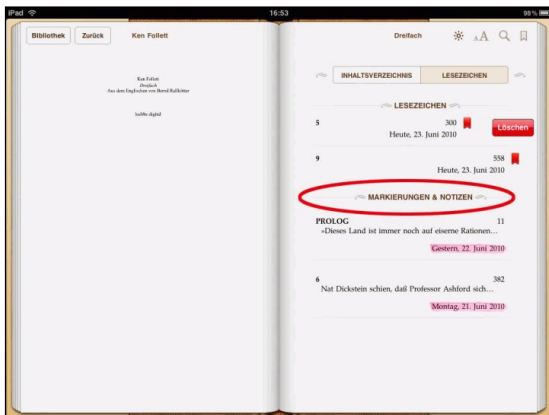 iPad 16:53 98%
Bibliothek Zurück Ken Follett
Ken Follett
Dreifach
Aus dem Englischen von Bernd Rullkötter
Dreifach AA
INHALTSVERZEICHNIS LESEZEICHEN
LESEZEICHEN
5 300 Löschen
Heute, 23. Juni 2010
9 558
Heute, 23. Juni 2010
MARKIERUNGEN & NOTIZEN
PROLOG 11
»Dieses Land ist immer noch auf eiserne Rationen…
Gestern, 22. Juni 2010
6 382
Nat Dickstein schien, daß Professor Ashford sich…
Montag, 21. Juni 2010